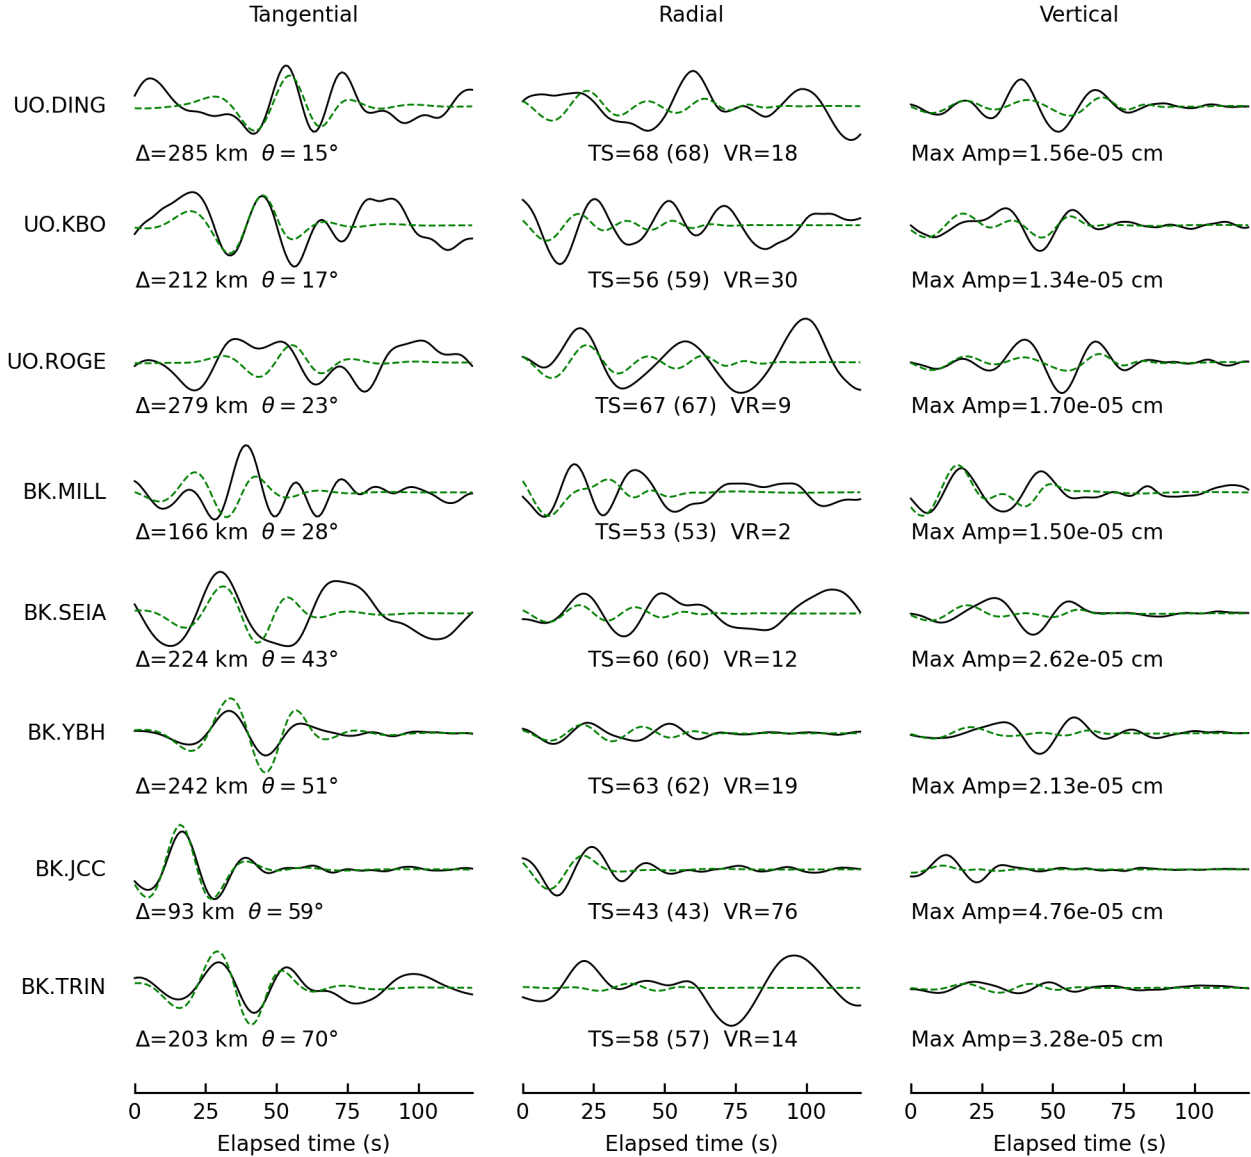 Tangential Radial Vertical
UO.DING
Δ=285 km θ = 15° TS=68 (68) VR=18 Max Amp=1.56e-05 cm
UO.KBO
Δ=212 km θ = 17° TS=56 (59) VR=30 Max Amp=1.34e-05 cm
UO.ROGE
Δ=279 km θ = 23° TS=67 (67) VR=9 Max Amp=1.70e-05 cm
BK.MILL
Δ=166 km θ = 28° TS=53 (53) VR=2 Max Amp=1.50e-05 cm
BK.SEIA
Δ=224 km θ = 43° TS=60 (60) VR=12 Max Amp=2.62e-05 cm
BK.YBH
Δ=242 km θ = 51° TS=63 (62) VR=19 Max Amp=2.13e-05 cm
BK.JCC
Δ=93 km θ = 59° TS=43 (43) VR=76 Max Amp=4.76e-05 cm
BK.TRIN
Δ=203 km θ = 70° TS=58 (57) VR=14 Max Amp=3.28e-05 cm
0 25 50 75 100 0 25 50 75 100 0 25 50 75 100
Elapsed time (s) Elapsed time (s) Elapsed time (s)